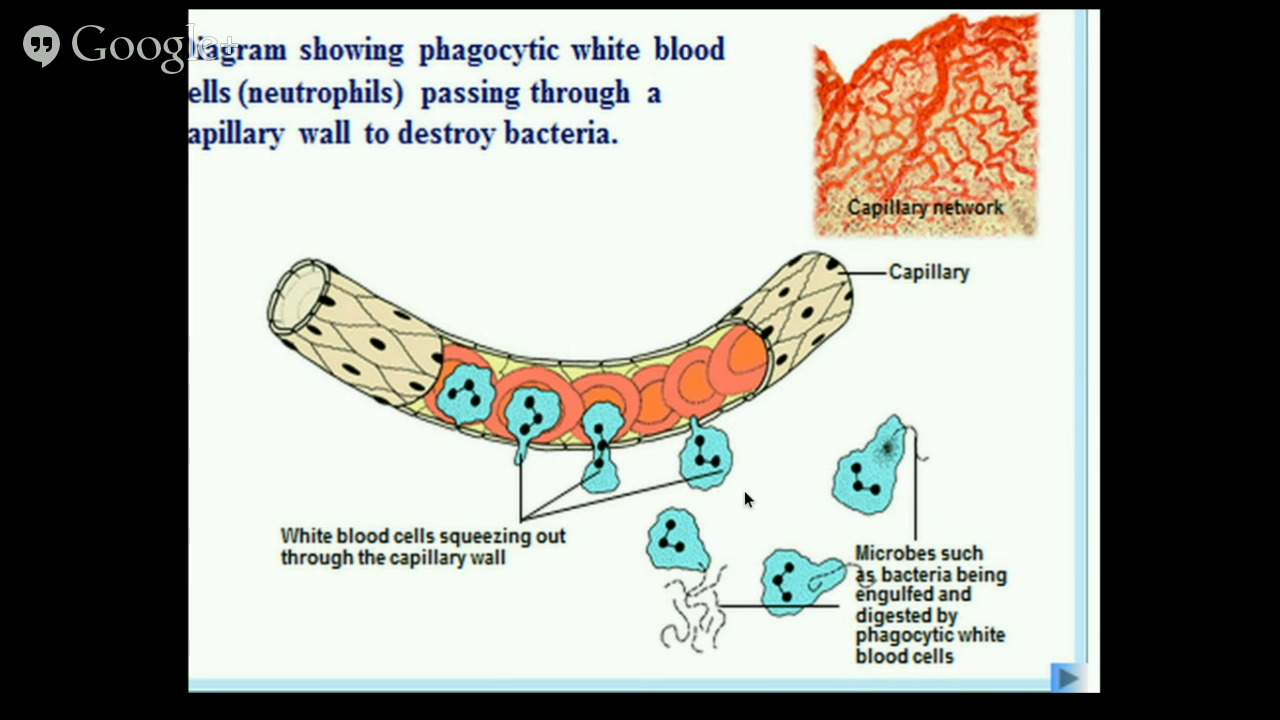 Google+
iagram showing phagocytic white blood
ells (neutrophils) passing through a
apillary wall to destroy bacteria.
Capillary network
Capillary
White blood cells squeezing out
through the capillary wall
Microbes such
as bacteria being
engulfed and
digested by
phagocytic white
blood cells